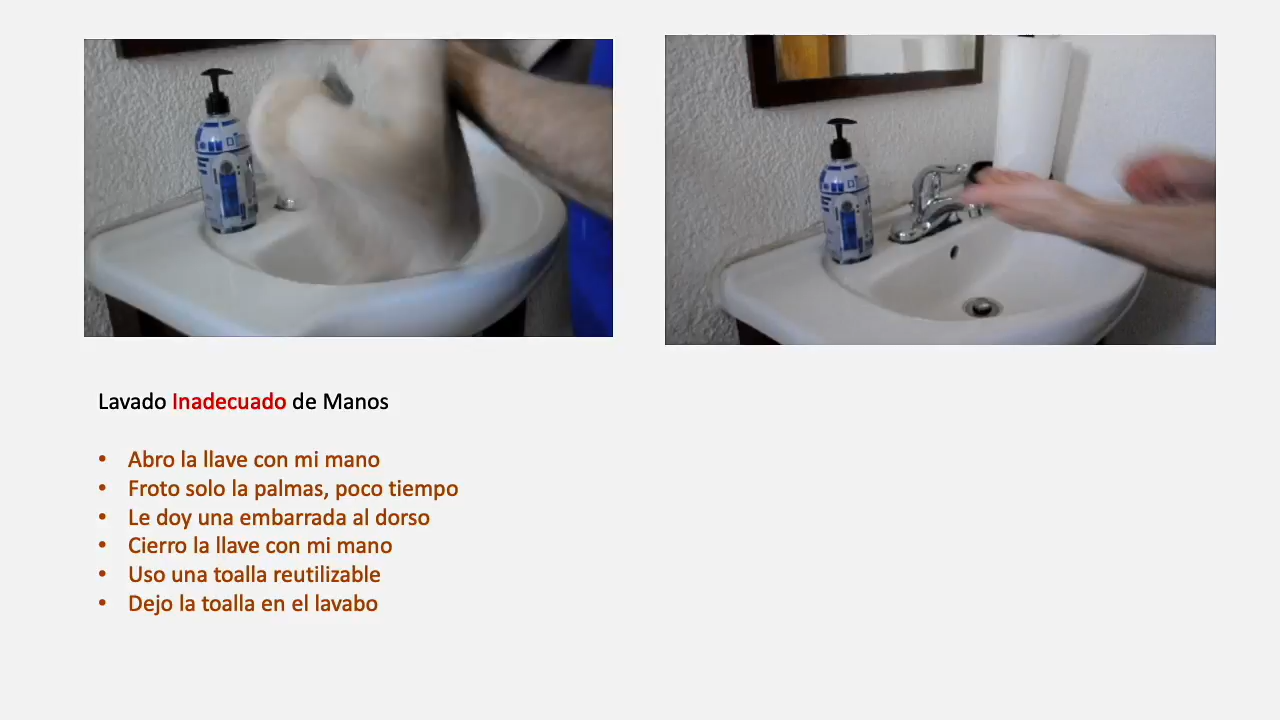 Lavado Inadecuado de Manos
• Abro la llave con mi mano
• Froto solo la palmas, poco tiempo
• Le doy una embarrada al dorso
• Cierro la llave con mi mano
• Uso una toalla reutilizable
• Dejo la toalla en el lavabo